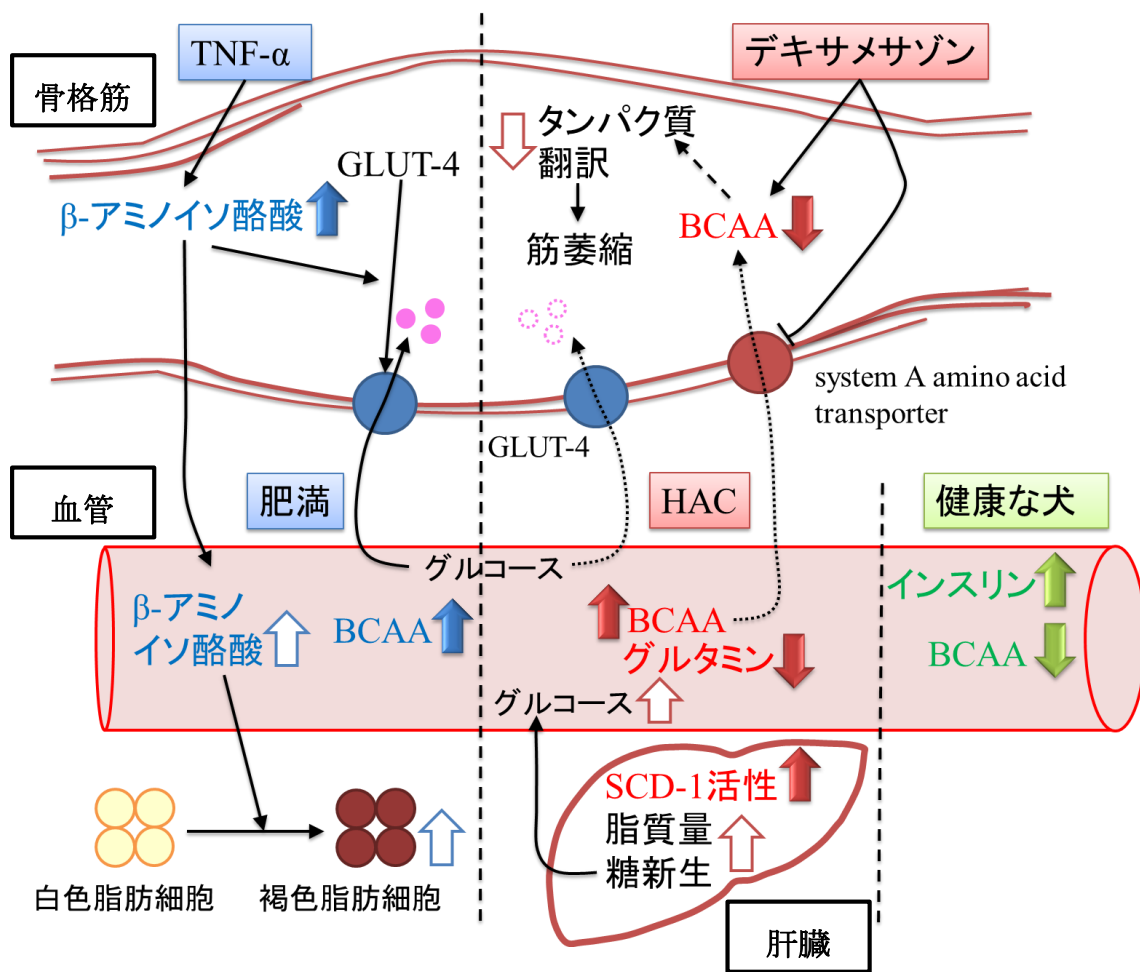 TNF-α
デキサメサゾン
骨格筋
タンパク質
翻訳
GLUT-4
β-アミノイソ酪酸
BCAA
筋萎縮
system A amino acid
transporter
GLUT-4
血管
肥満
HAC
健康な犬
グルコース
インスリン
β-アミノ
イソ酪酸
BCAA
BCAA
グルタミン
BCAA
グルコース
SCD-1活性
脂質量
糖新生
白色脂肪細胞
褐色脂肪細胞
肝臓